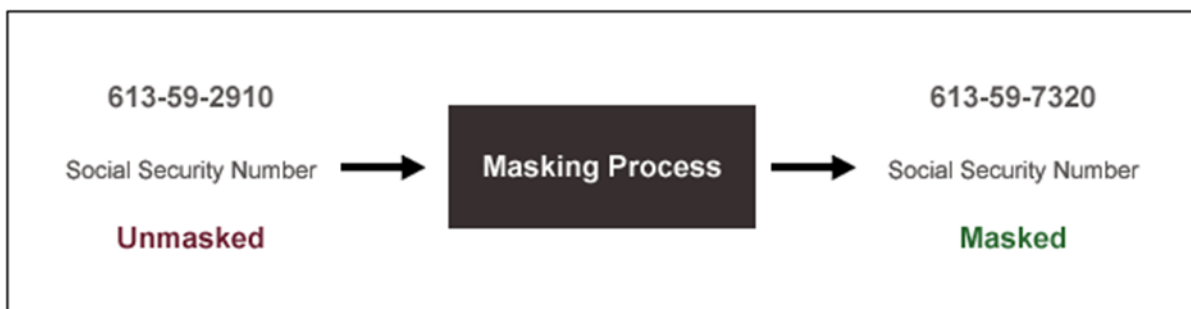 613-59-2910
Social Security Number
Unmasked
Masking Process
613-59-7320
Social Security Number
Masked